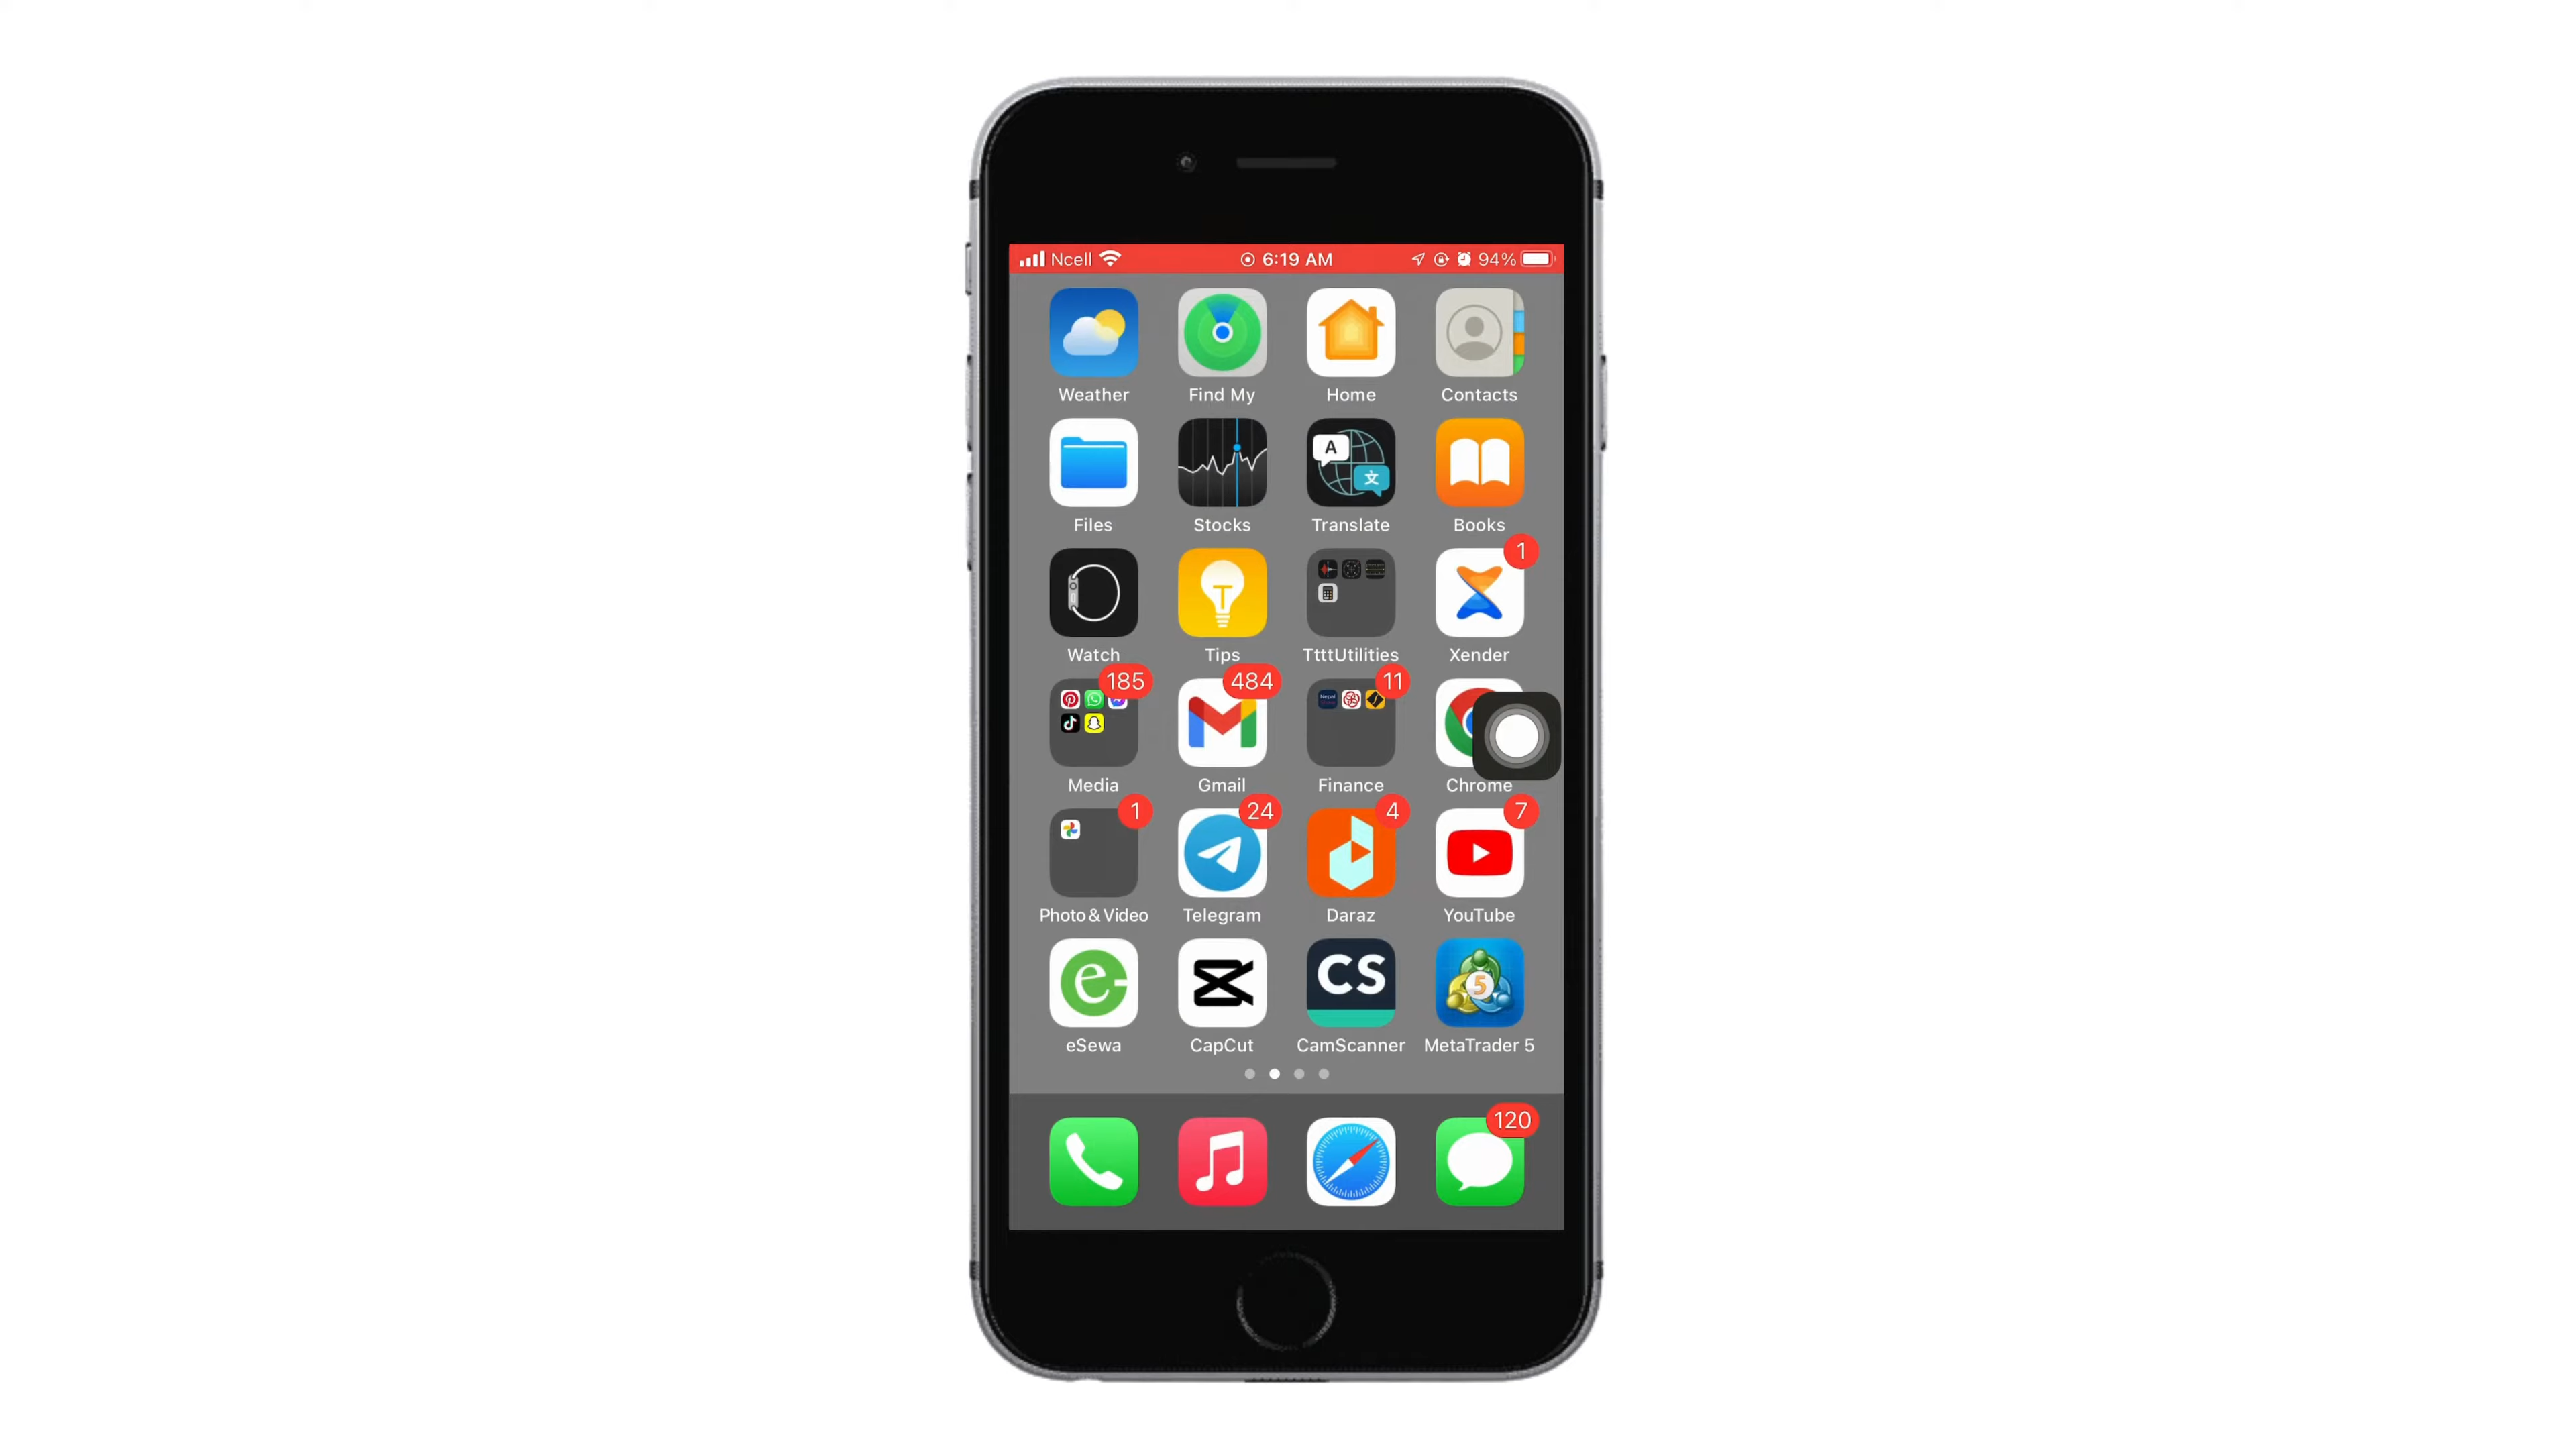 Ncell 6:19 AM 94%
Weather Find My Home Contacts
A 文
Files Stocks Translate Books
1
T
Watch Tips TtttUtilities Xender
185 484 11
Media Gmail Finance Chrome
1 24 4 7
Photo & Video Telegram Daraz YouTube
e CS 5
eSewa CapCut CamScanner MetaTrader 5
120